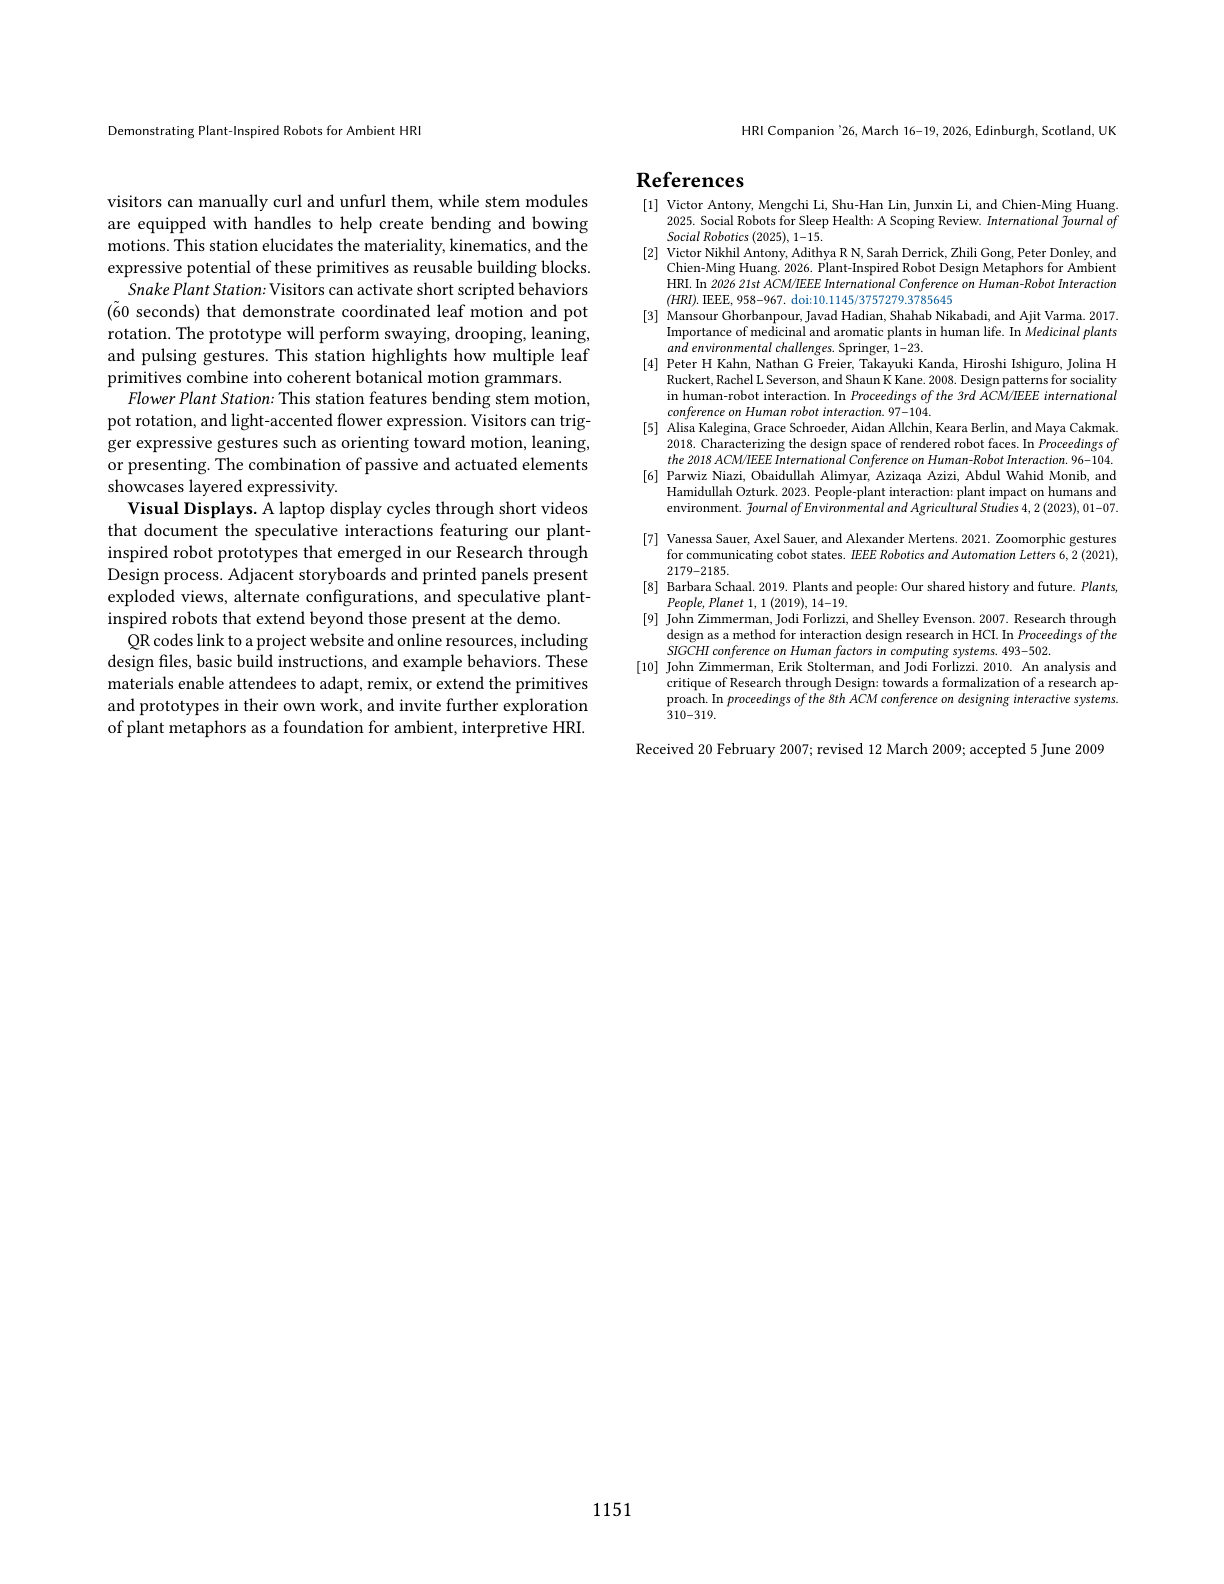 Demonstrating Plant-Inspired Robots for Ambient HRI
HRI Companion '26, March 16–19, 2026, Edinburgh, Scotland, UK
visitors can manually curl and unfurl them, while stem modules
are equipped with handles to help create bending and bowing
motions. This station elucidates the materiality, kinematics, and the
expressive potential of these primitives as reusable building blocks.
Snake Plant Station: Visitors can activate short scripted behaviors
(6̃0 seconds) that demonstrate coordinated leaf motion and pot
rotation. The prototype will perform swaying, drooping, leaning,
and pulsing gestures. This station highlights how multiple leaf
primitives combine into coherent botanical motion grammars.
Flower Plant Station: This station features bending stem motion,
pot rotation, and light-accented flower expression. Visitors can trig-
ger expressive gestures such as orienting toward motion, leaning,
or presenting. The combination of passive and actuated elements
showcases layered expressivity.
Visual Displays. A laptop display cycles through short videos
that document the speculative interactions featuring our plant-
inspired robot prototypes that emerged in our Research through
Design process. Adjacent storyboards and printed panels present
exploded views, alternate configurations, and speculative plant-
inspired robots that extend beyond those present at the demo.
QR codes link to a project website and online resources, including
design files, basic build instructions, and example behaviors. These
materials enable attendees to adapt, remix, or extend the primitives
and prototypes in their own work, and invite further exploration
of plant metaphors as a foundation for ambient, interpretive HRI.
References
[1] Victor Antony, Mengchi Li, Shu-Han Lin, Junxin Li, and Chien-Ming Huang.
2025. Social Robots for Sleep Health: A Scoping Review. International Journal of
Social Robotics (2025), 1–15.
[2] Victor Nikhil Antony, Adithya R N, Sarah Derrick, Zhili Gong, Peter Donley, and
Chien-Ming Huang. 2026. Plant-Inspired Robot Design Metaphors for Ambient
HRI. In 2026 21st ACM/IEEE International Conference on Human-Robot Interaction
(HRI). IEEE, 958–967. doi:10.1145/3757279.3785645
[3] Mansour Ghorbanpour, Javad Hadian, Shahab Nikabadi, and Ajit Varma. 2017.
Importance of medicinal and aromatic plants in human life. In Medicinal plants
and environmental challenges. Springer, 1–23.
[4] Peter H Kahn, Nathan G Freier, Takayuki Kanda, Hiroshi Ishiguro, Jolina H
Ruckert, Rachel L Severson, and Shaun K Kane. 2008. Design patterns for sociality
in human-robot interaction. In Proceedings of the 3rd ACM/IEEE international
conference on Human robot interaction. 97–104.
[5] Alisa Kalegina, Grace Schroeder, Aidan Allchin, Keara Berlin, and Maya Cakmak.
2018. Characterizing the design space of rendered robot faces. In Proceedings of
the 2018 ACM/IEEE International Conference on Human-Robot Interaction. 96–104.
[6] Parwiz Niazi, Obaidullah Alimyar, Azizaqa Azizi, Abdul Wahid Monib, and
Hamidullah Ozturk. 2023. People-plant interaction: plant impact on humans and
environment. Journal of Environmental and Agricultural Studies 4, 2 (2023), 01–07.
[7] Vanessa Sauer, Axel Sauer, and Alexander Mertens. 2021. Zoomorphic gestures
for communicating cobot states. IEEE Robotics and Automation Letters 6, 2 (2021),
2179–2185.
[8] Barbara Schaal. 2019. Plants and people: Our shared history and future. Plants,
People, Planet 1, 1 (2019), 14–19.
[9] John Zimmerman, Jodi Forlizzi, and Shelley Evenson. 2007. Research through
design as a method for interaction design research in HCI. In Proceedings of the
SIGCHI conference on Human factors in computing systems. 493–502.
[10] John Zimmerman, Erik Stolterman, and Jodi Forlizzi. 2010. An analysis and
critique of Research through Design: towards a formalization of a research ap-
proach. In proceedings of the 8th ACM conference on designing interactive systems.
310–319.
Received 20 February 2007; revised 12 March 2009; accepted 5 June 2009
1151